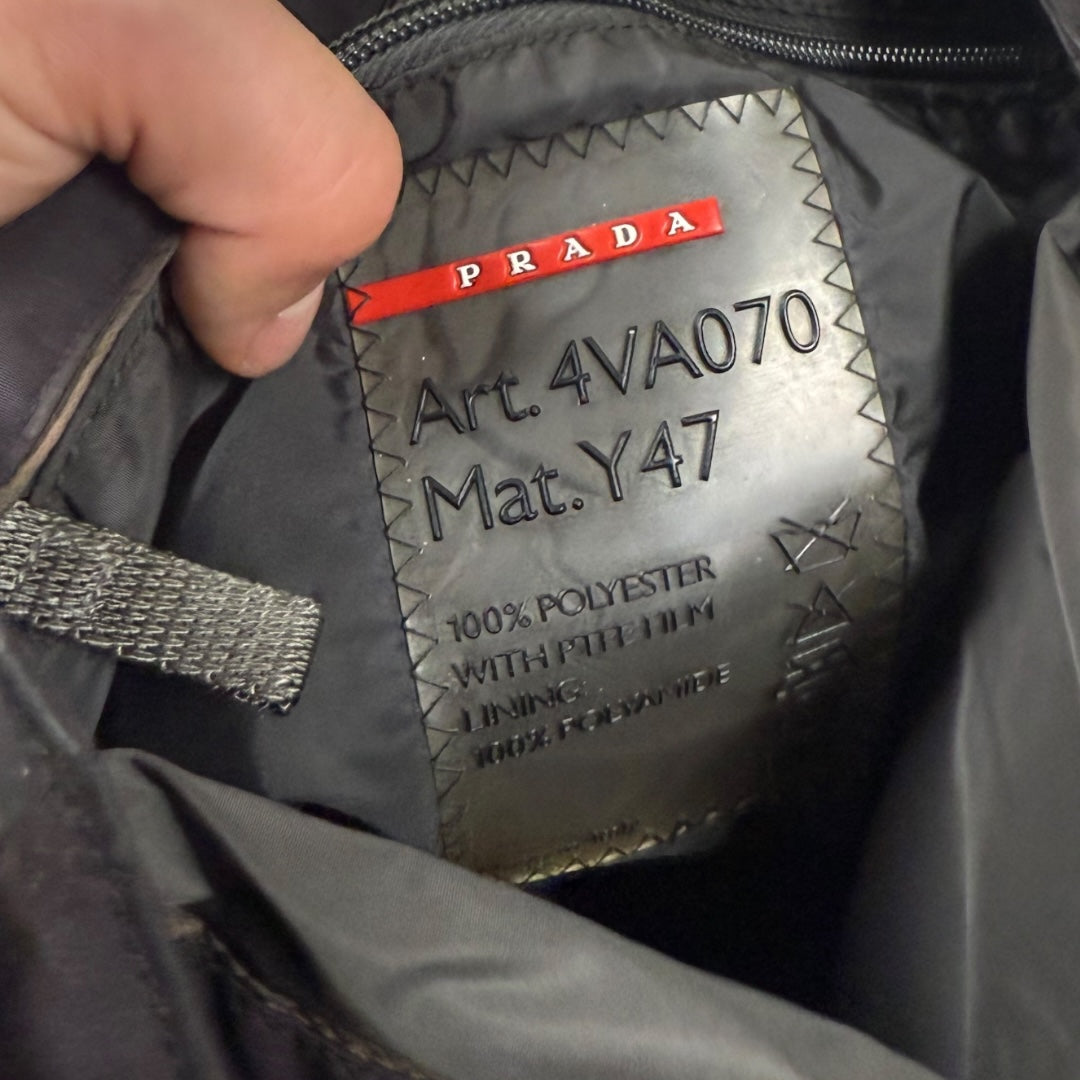 PRADA
Art. 4VA070
Mat. Y47
100% POLYESTER
WITH PTFE FILM
LINING:
100% POLYAMIDE